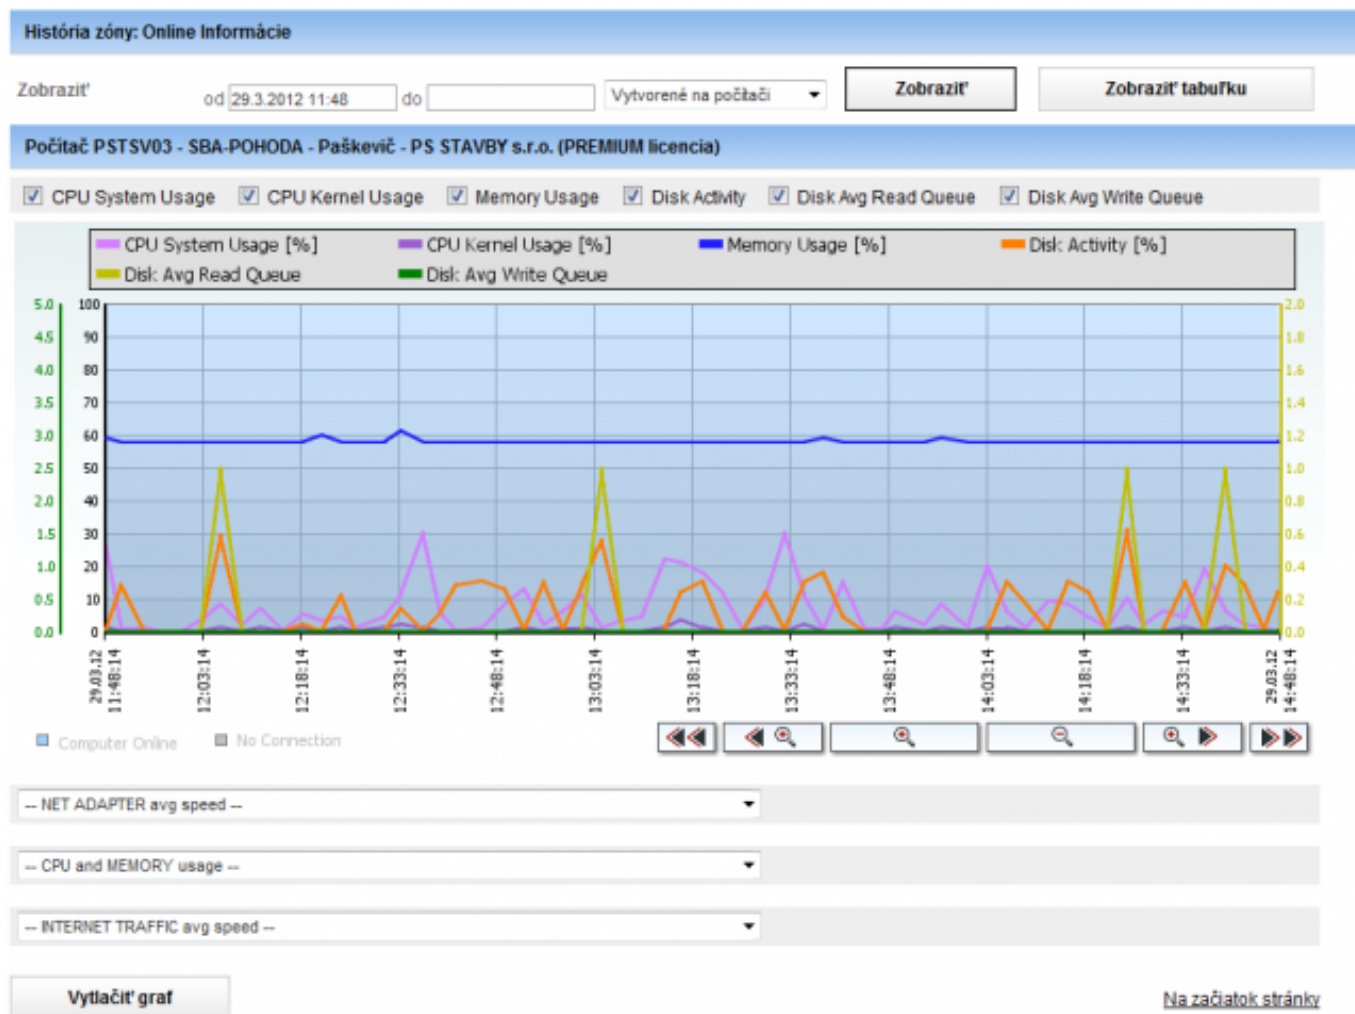 História zóny: Online Informácie
Zobraziť od 29.3.2012 11:48 do Vytvorené na počítači Zobraziť Zobraziť tabuľku
Počítač PSTSV03 - SBA-POHODA - Paškevič - PS STAVBY s.r.o. (PREMIUM licencia)
CPU System Usage CPU Kernel Usage Memory Usage Disk Activity Disk Avg Read Queue Disk Avg Write Queue
CPU System Usage [%] CPU Kernel Usage [%] Memory Usage [%] Disk Activity [%]
Disk Avg Read Queue Disk Avg Write Queue
5.0 100 2.0
4.5 90 1.8
4.0 80 1.6
3.5 70 1.4
3.0 60 1.2
2.5 50 1.0
2.0 40 0.8
1.5 30 0.6
1.0 20 0.4
0.5 10 0.2
0.0 0 0.0
29.03.12 11:48:14 12:03:14 12:18:14 12:33:14 12:48:14 13:03:14 13:18:14 13:33:14 13:48:14 14:03:14 14:18:14 14:33:14 29.03.12 14:48:14
Computer Online No Connection
-- NET ADAPTER avg speed --
-- CPU and MEMORY usage --
-- INTERNET TRAFFIC avg speed --
Vytlačiť graf Na začiatok stránky